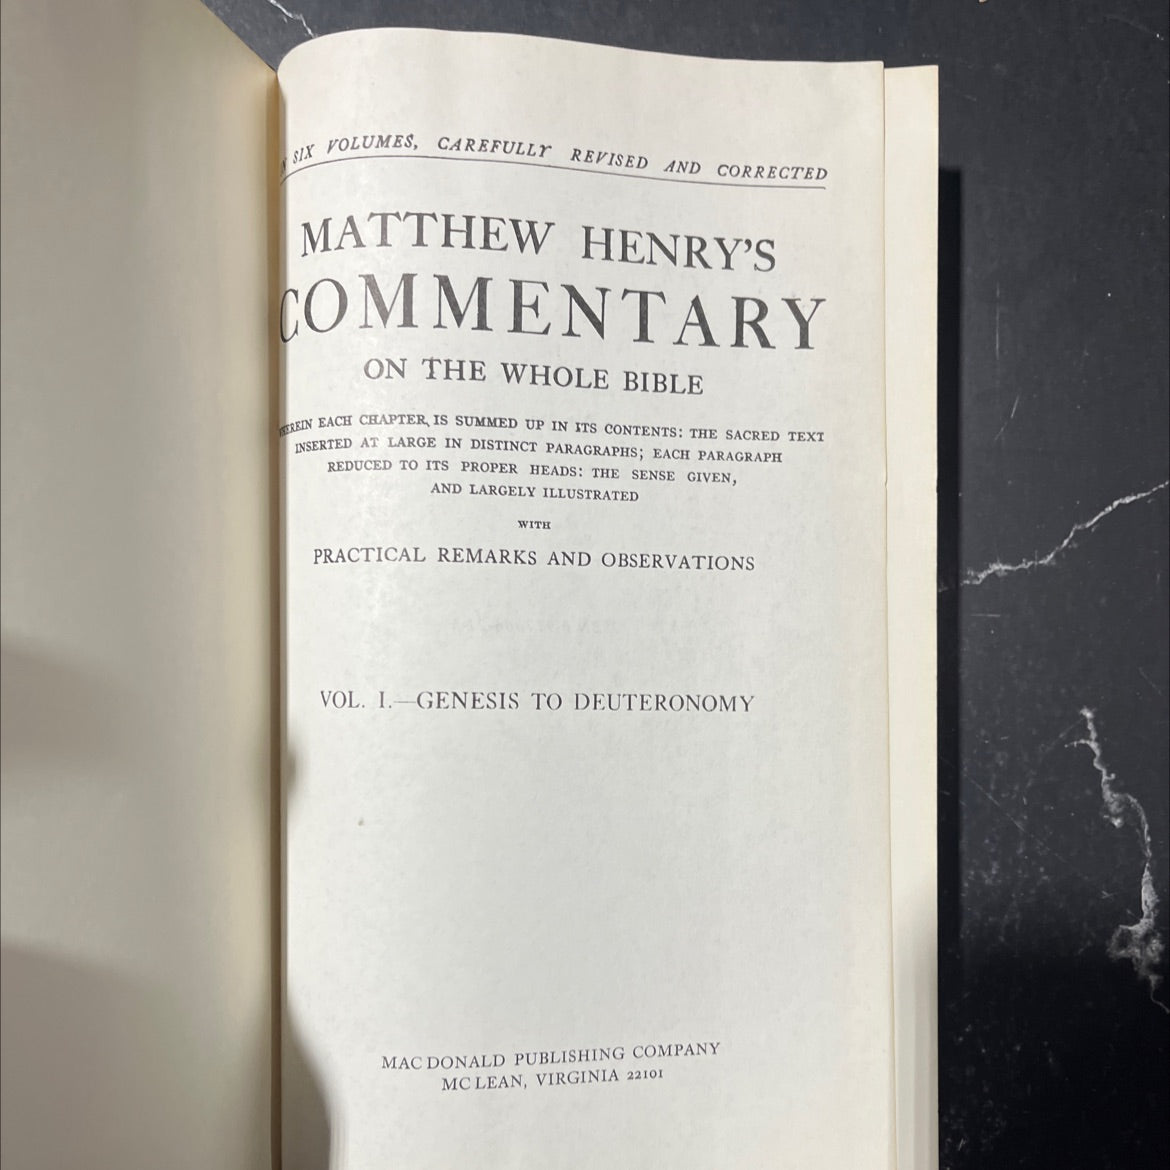 IN SIX VOLUMES, CAREFULLY REVISED AND CORRECTED
MATTHEW HENRY'S
COMMENTARY
ON THE WHOLE BIBLE
WHEREIN EACH CHAPTER, IS SUMMED UP IN ITS CONTENTS: THE SACRED TEXT
INSERTED AT LARGE IN DISTINCT PARAGRAPHS; EACH PARAGRAPH
REDUCED TO ITS PROPER HEADS: THE SENSE GIVEN,
AND LARGELY ILLUSTRATED
WITH
PRACTICAL REMARKS AND OBSERVATIONS
VOL. I.—GENESIS TO DEUTERONOMY
MAC DONALD PUBLISHING COMPANY
MC LEAN, VIRGINIA 22101